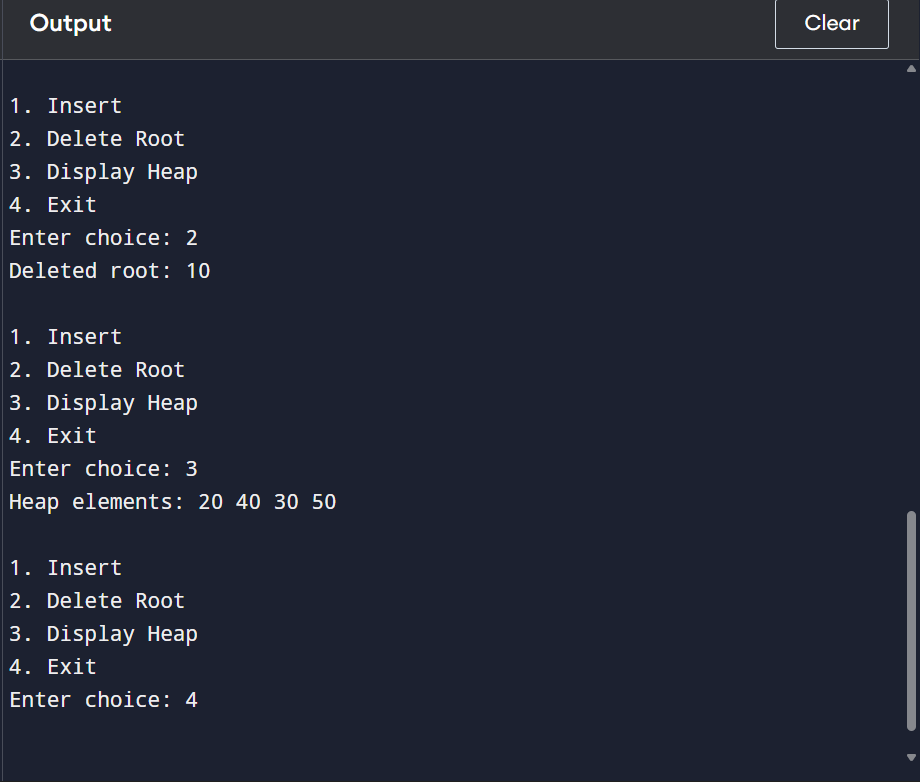 Output
Clear
1. Insert
2. Delete Root
3. Display Heap
4. Exit
Enter choice: 2
Deleted root: 10
1. Insert
2. Delete Root
3. Display Heap
4. Exit
Enter choice: 3
Heap elements: 20 40 30 50
1. Insert
2. Delete Root
3. Display Heap
4. Exit
Enter choice: 4